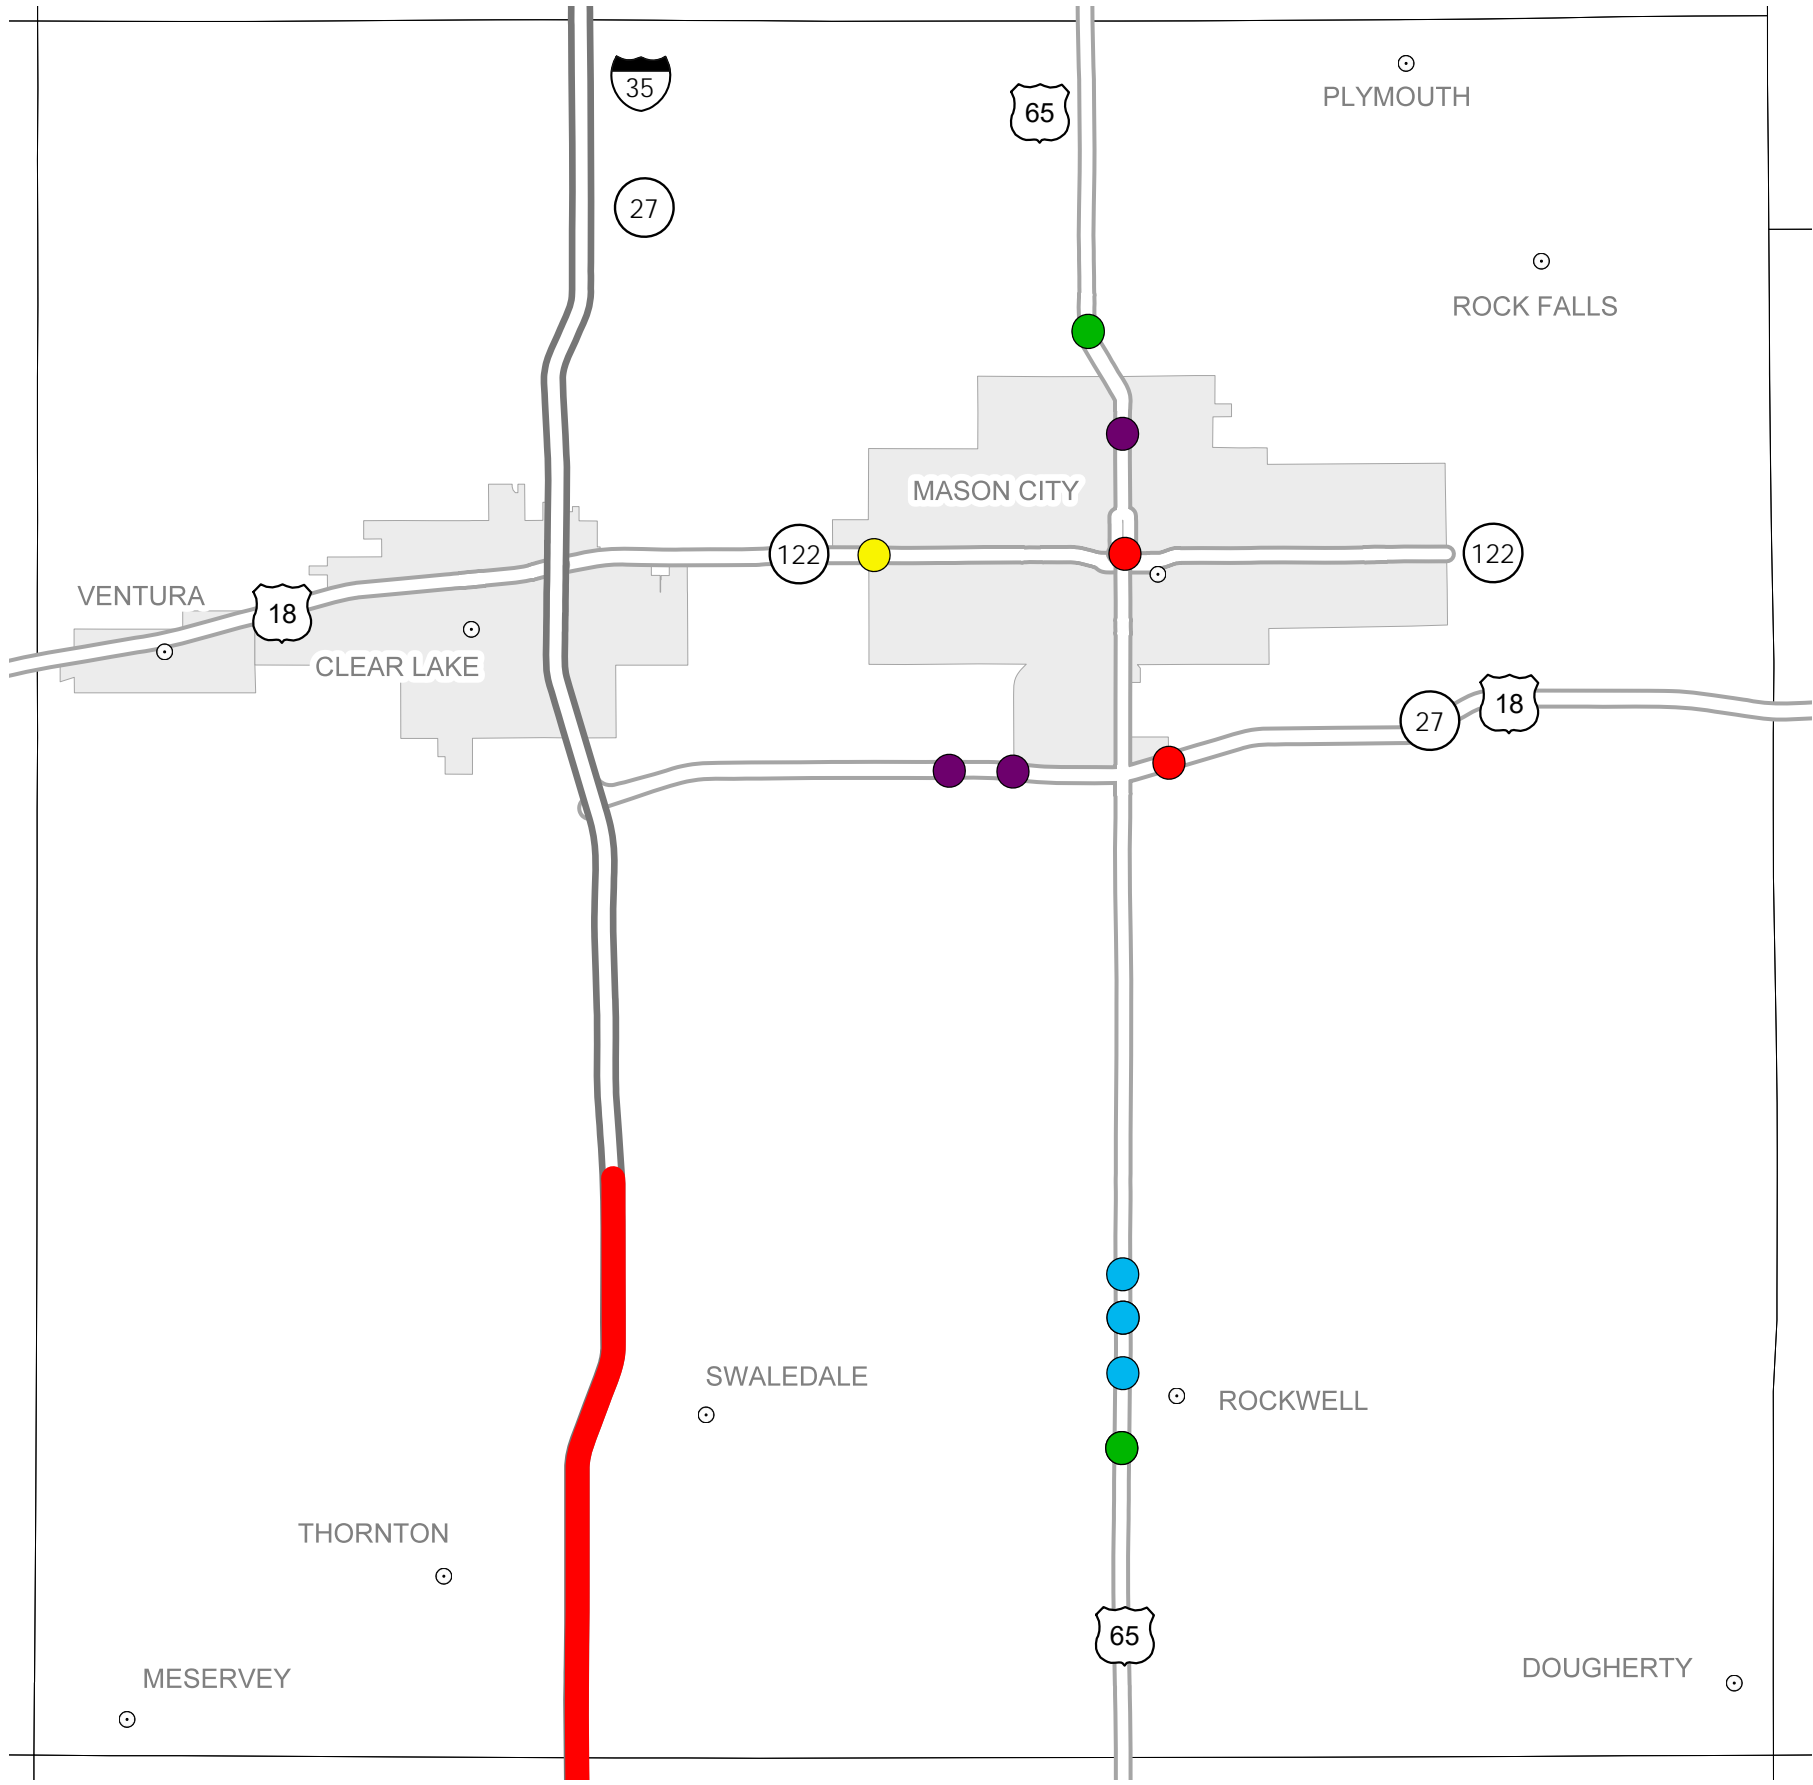 35
PLYMOUTH
65
27
ROCK FALLS
MASON CITY
122
122
VENTURA
18
CLEAR LAKE
18
27
SWALEDALE
ROCKWELL
THORNTON
65
DOUGHERTY
MESERVEY